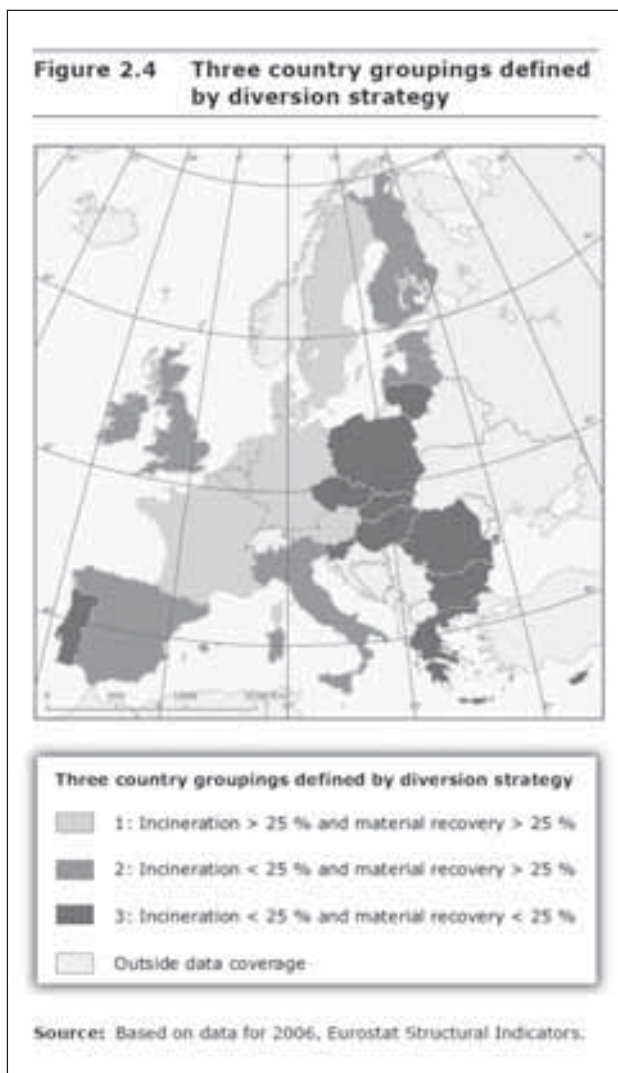 Figure 2.4 Three country groupings defined
by diversion strategy
Three country groupings defined by diversion strategy
1: Incineration > 25 % and material recovery > 25 %
2: Incineration < 25 % and material recovery > 25 %
3: Incineration < 25 % and material recovery < 25 %
Outside data coverage
Source: Based on data for 2006, Eurostat Structural Indicators.